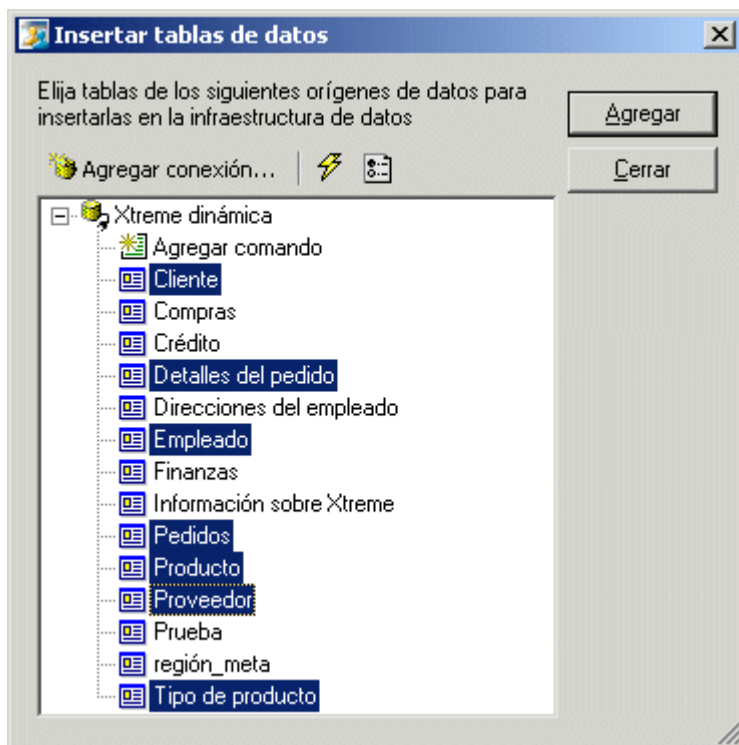 Insertar tablas de datos
Elija tablas de los siguientes orígenes de datos para
insertarlas en la infraestructura de datos
Agregar
Cerrar
Agregar conexión...
Xtreme dinámica
Agregar comando
Cliente
Compras
Crédito
Detalles del pedido
Direcciones del empleado
Empleado
Finanzas
Información sobre Xtreme
Pedidos
Producto
Proveedor
Prueba
región_meta
Tipo de producto